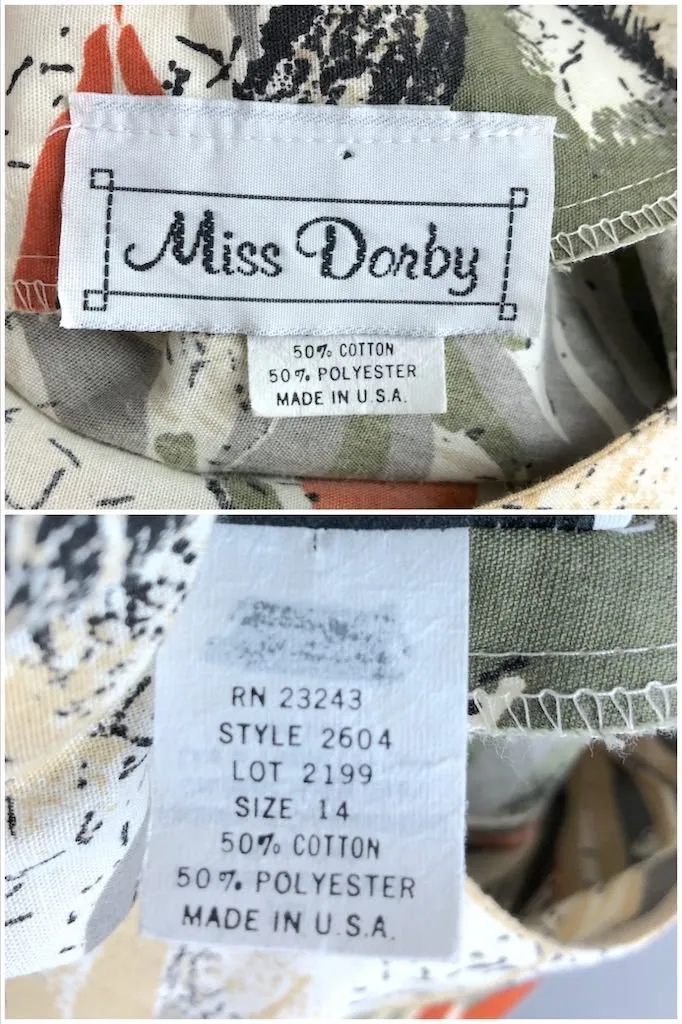 Miss Dorby
50% COTTON
50% POLYESTER
MADE IN U.S.A.
RN 23243
STYLE 2604
LOT 2199
SIZE 14
50% COTTON
50% POLYESTER
MADE IN U.S.A.